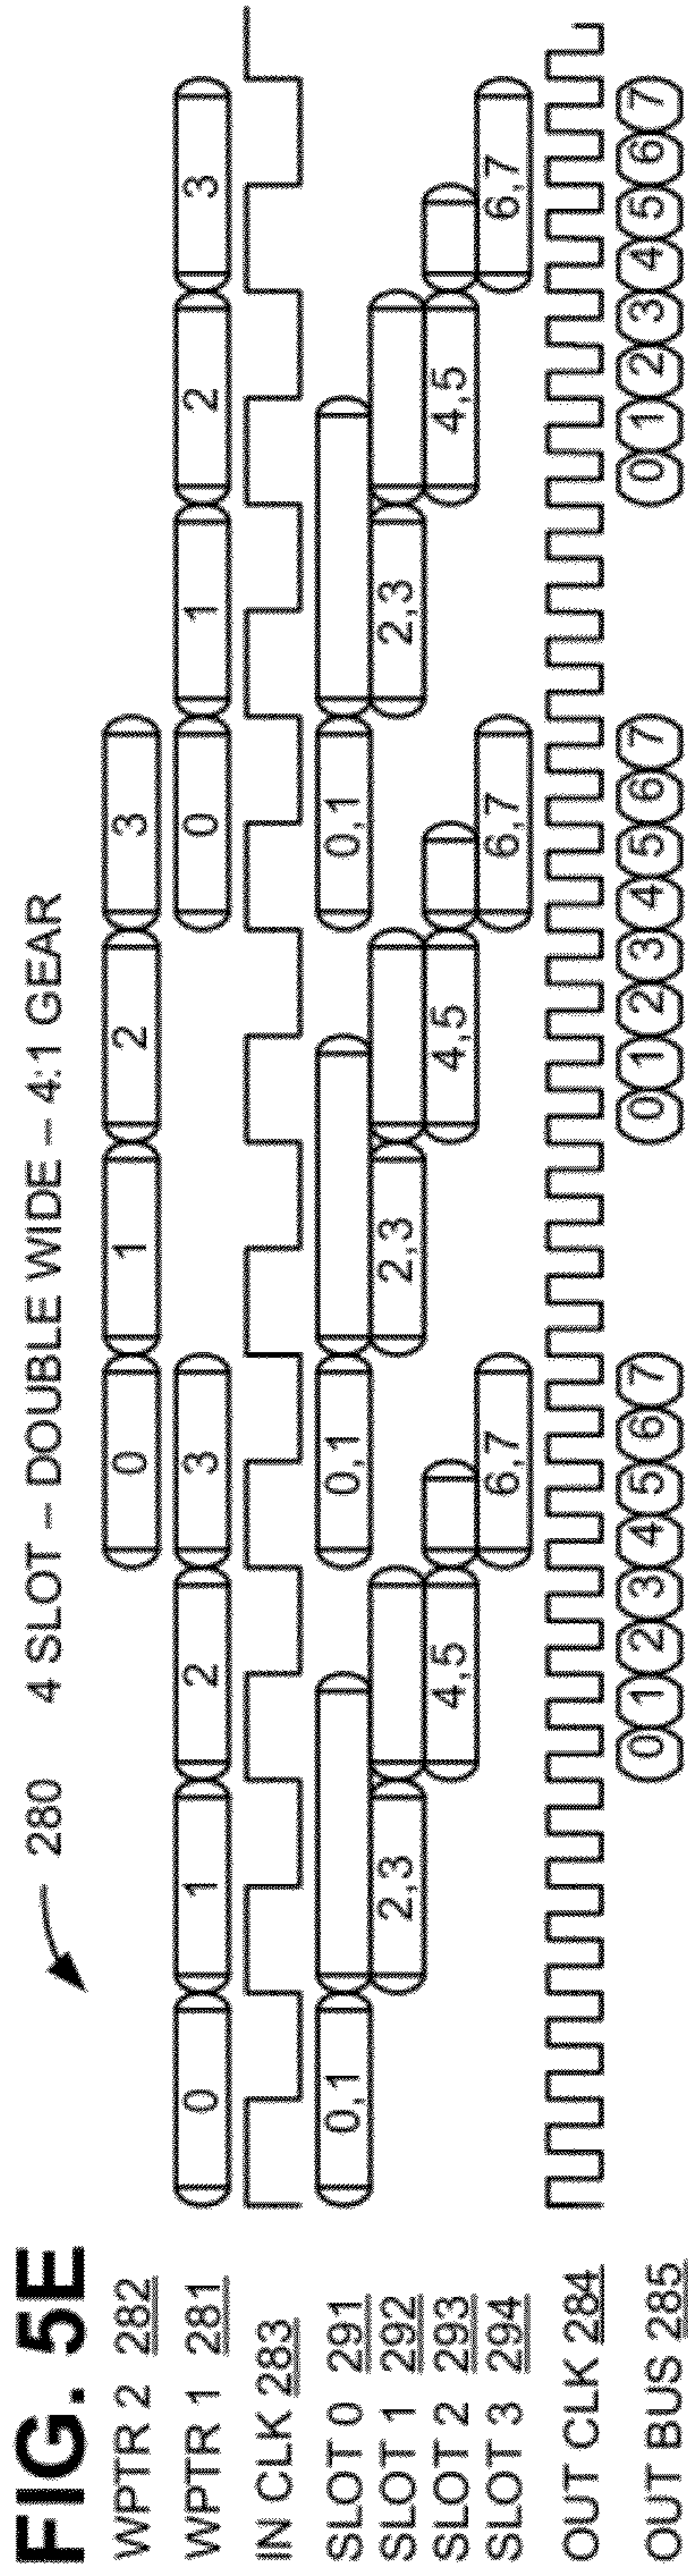 FIG. 5E 280 4 SLOT – DOUBLE WIDE – 4:1 GEAR
WPTR 2 282 0 1 2 3
WPTR 1 281 0 1 2 3 0 1 2 3
IN CLK 283
SLOT 0 291 0,1 0,1 0,1
SLOT 1 292 2,3 2,3 2,3
SLOT 2 293 4,5 4,5 4,5
SLOT 3 294 6,7 6,7 6,7
OUT CLK 284
OUT BUS 285 0 1 2 3 4 5 6 7 0 1 2 3 4 5 6 7 0 1 2 3 4 5 6 7